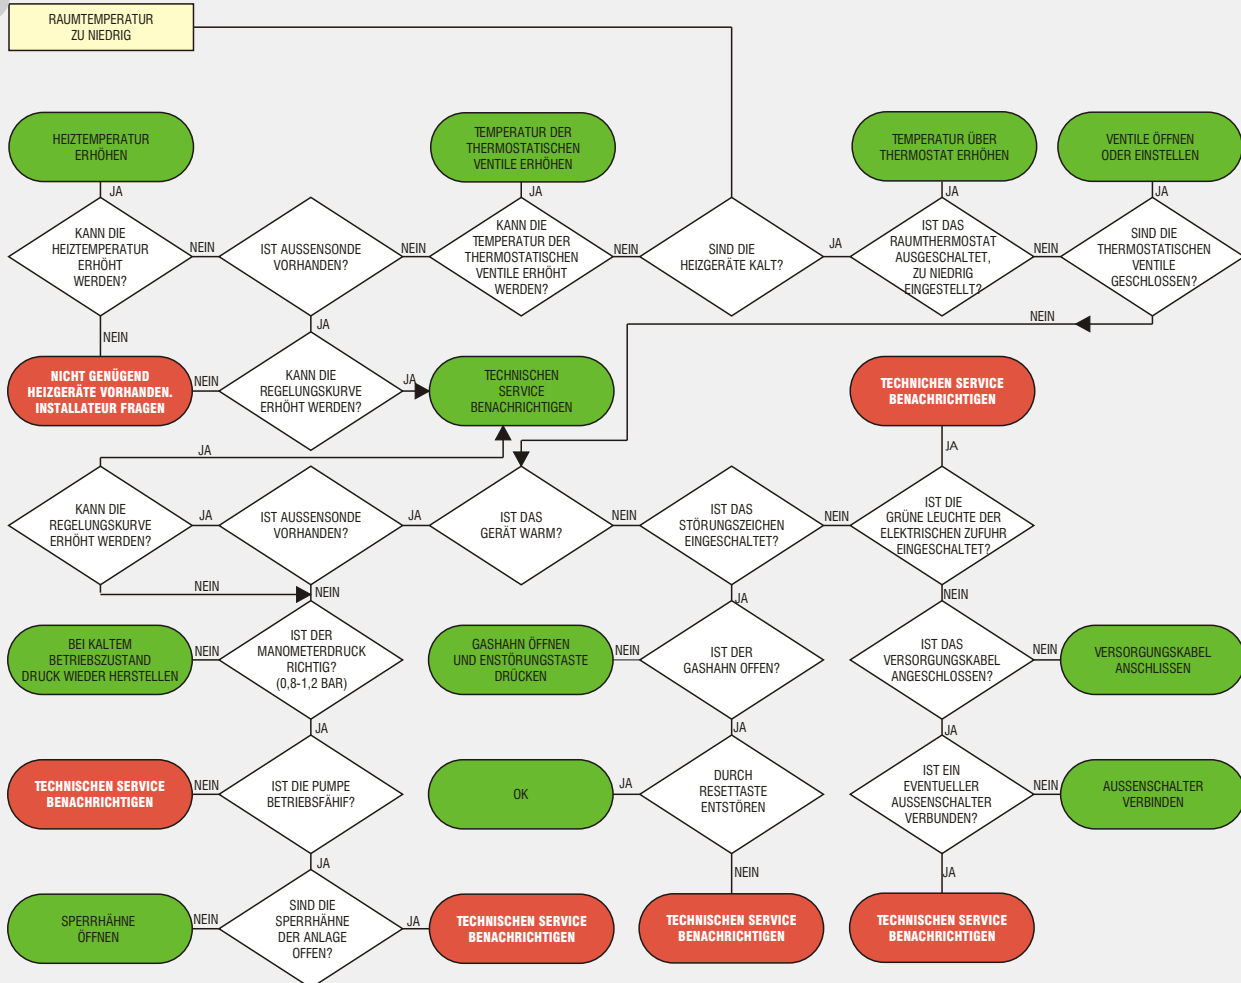 RAUMTEMPERATUR
ZU NIEDRIG
HEIZTEMPERATUR
ERHÖHEN
TEMPERATUR DER
THERMOSTATISCHEN
VENTILE ERHÖHEN
TEMPERATUR ÜBER
THERMOSTAT ERHÖHEN
VENTILE ÖFFNEN
ODER EINSTELLEN
JA
JA
JA
JA
KANN DIE
HEIZTEMPERATUR
ERHÖHT
WERDEN?
NEIN
IST AUSSENSONDE
VORHANDEN?
NEIN
KANN DIE
TEMPERATUR DER
THERMOSTATISCHEN
VENTILE ERHÖHT
WERDEN?
NEIN
SIND DIE
HEIZGERÄTE KALT?
JA
IST DAS
RAUMTHERMOSTAT
AUSGESCHALTET,
ZU NIEDRIG
EINGESTELLT?
NEIN
SIND DIE
THERMOSTATISCHEN
VENTILE
GESCHLOSSEN?
NEIN
JA
NEIN
NICHT GENÜGEND
HEIZGERÄTE VORHANDEN.
INSTALLATEUR FRAGEN
NEIN
KANN DIE
REGELUNGSKURVE
ERHÖHT WERDEN?
JA
TECHNISCHEN
SERVICE
BENACHRICHTIGEN
TECHNICHEN SERVICE
BENACHRICHTIGEN
JA
JA
KANN DIE
REGELUNGSKURVE
ERHÖHT WERDEN?
JA
IST AUSSENSONDE
VORHANDEN?
JA
IST DAS
GERÄT WARM?
NEIN
IST DAS
STÖRUNGSZEICHEN
EINGESCHALTET?
NEIN
IST DIE
GRÜNE LEUCHTE DER
ELEKTRISCHEN ZUFUHR
EINGESCHALTET?
NEIN
NEIN
JA
NEIN
BEI KALTEM
BETRIEBSZUSTAND
DRUCK WIEDER HERSTELLEN
NEIN
IST DER
MANOMETERDRUCK
RICHTIG?
(0,8-1,2 BAR)
GASHAHN ÖFFNEN
UND ENSTÖRUNGSTASTE
DRÜCKEN
NEIN
IST DER
GASHAHN OFFEN?
IST DAS
VERSORGUNGSKABEL
ANGESCHLOSSEN?
NEIN
VERSORGUNGSKABEL
ANSCHLISSEN
JA
JA
JA
TECHNISCHEN SERVICE
BENACHRICHTIGEN
NEIN
IST DIE PUMPE
BETRIEBSFÄHIF?
OK
JA
DURCH
RESETTASTE
ENTSTÖREN
IST EIN
EVENTUELLER
AUSSENSCHALTER
VERBUNDEN?
NEIN
AUSSENSCHALTER
VERBINDEN
JA
NEIN
JA
SPERRHÄHNE
ÖFFNEN
NEIN
SIND DIE
SPERRHÄHNE
DER ANLAGE
OFFEN?
JA
TECHNISCHEN SERVICE
BENACHRICHTIGEN
TECHNISCHEN SERVICE
BENACHRICHTIGEN
TECHNISCHEN SERVICE
BENACHRICHTIGEN